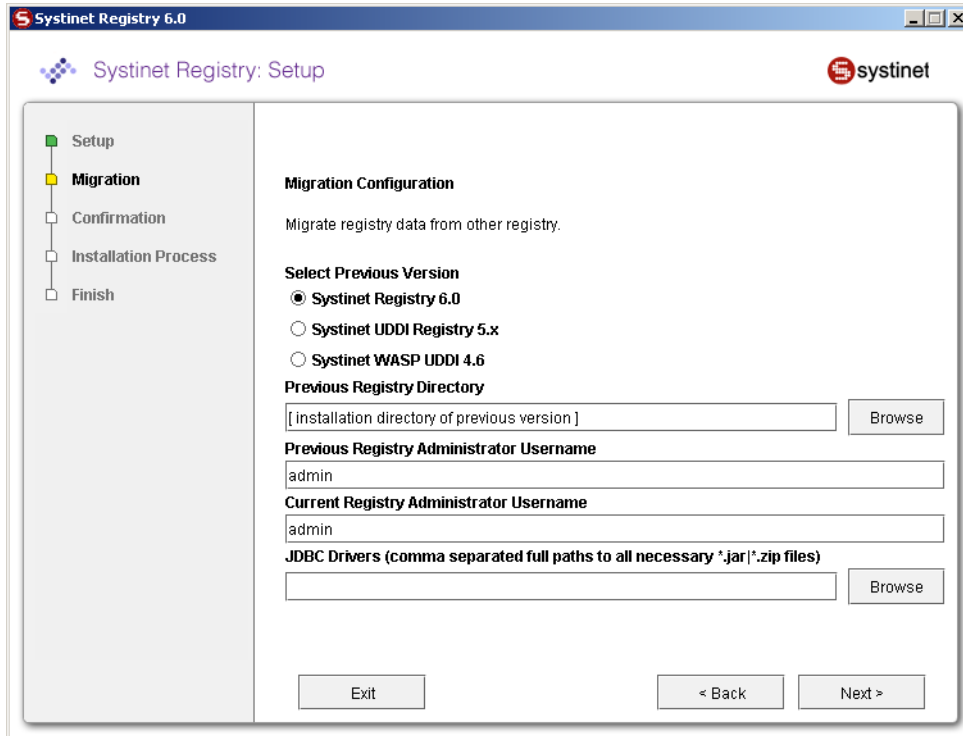 Systinet Registry 6.0
Systinet Registry: Setup
systinet
Setup
Migration
Confirmation
Installation Process
Finish
Migration Configuration
Migrate registry data from other registry.
Select Previous Version
Systinet Registry 6.0
Systinet UDDI Registry 5.x
Systinet WASP UDDI 4.6
Previous Registry Directory
[ installation directory of previous version ]
Browse
Previous Registry Administrator Username
admin
Current Registry Administrator Username
admin
JDBC Drivers (comma separated full paths to all necessary *.jar|*.zip files)
Browse
Exit
< Back
Next >